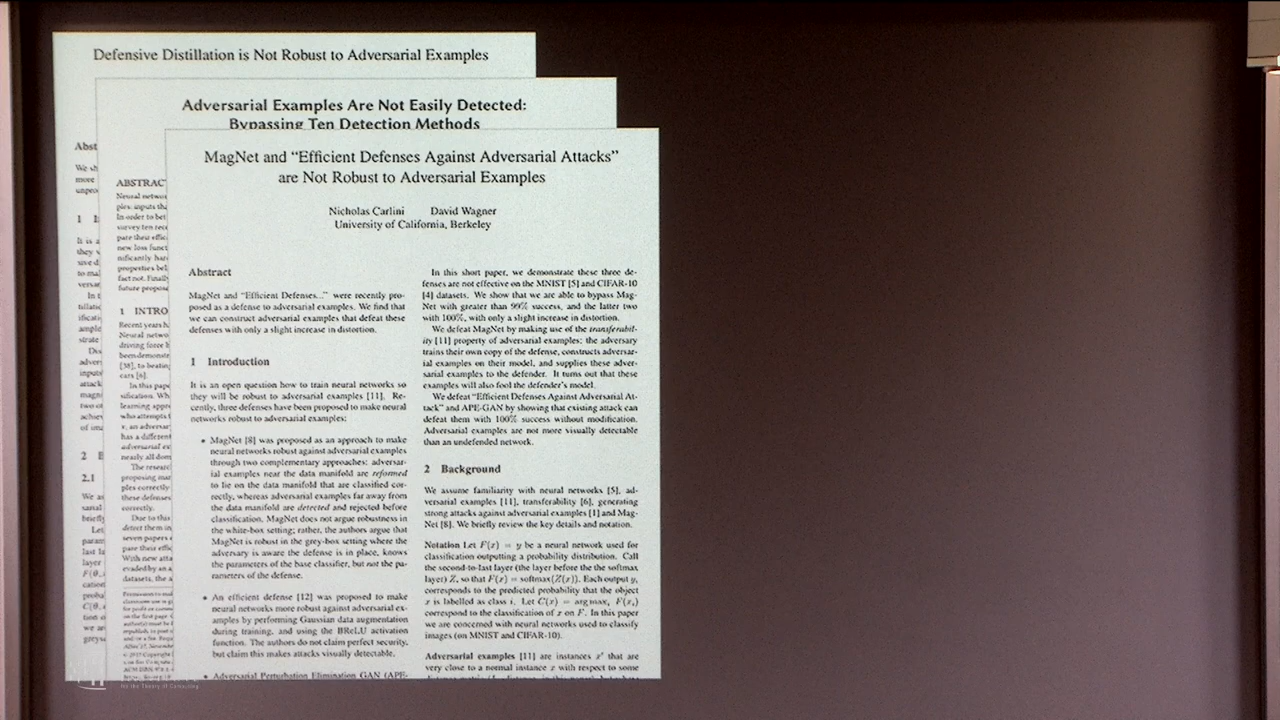 Defensive Distillation is Not Robust to Adversarial Examples
Adversarial Examples Are Not Easily Detected:
Bypassing Ten Detection Methods
MagNet and “Efficient Defenses Against Adversarial Attacks”
are Not Robust to Adversarial Examples
Nicholas Carlini David Wagner
University of California, Berkeley
Abstract
MagNet and “Efficient Defenses...” were recently pro-
posed as a defense to adversarial examples. We find that
we can construct adversarial examples that defeat these
defenses with only a slight increase in distortion.
1 Introduction
It is an open question how to train neural networks so
they will be robust to adversarial examples [11]. Re-
cently, three defenses have been proposed to make neural
networks robust to adversarial examples:
• MagNet [8] was proposed as an approach to make
neural networks robust against adversarial examples
through two complementary approaches: adversar-
ial examples near the data manifold are reformed
to lie on the data manifold that are classified cor-
rectly, whereas adversarial examples far away from
the data manifold are detected and rejected before
classification. MagNet does not argue robustness in
the white-box setting; rather, the authors argue that
MagNet is robust in the grey-box setting where the
adversary is aware the defense is in place, knows
the parameters of the base classifier, but not the pa-
rameters of the defense.
• An efficient defense [12] was proposed to make
neural networks more robust against adversarial ex-
amples by performing Gaussian data augmentation
during training, and using the BReLU activation
function. The authors do not claim perfect security,
but claim this makes attacks visually detectable.
• Adversarial Perturbation Elimination GAN (APE-
In this short paper, we demonstrate these three de-
fenses are not effective on the MNIST [5] and CIFAR-10
[4] datasets. We show that we are able to bypass Mag-
Net with greater than 99% success, and the latter two
with 100%, with only a slight increase in distortion.
We defeat MagNet by making use of the transferabil-
ity [11] property of adversarial examples: the adversary
trains their own copy of the defense, constructs adversar-
ial examples on their model, and supplies these adver-
sarial examples to the defender. It turns out that these
examples will also fool the defender’s model.
We defeat “Efficient Defenses Against Adversarial At-
tack” and APE-GAN by showing that existing attack can
defeat them with 100% success without modification.
Adversarial examples are not more visually detectable
than an undefended network.
2 Background
We assume familiarity with neural networks [5], ad-
versarial examples [11], transferability [6], generating
strong attacks against adversarial examples [1] and Mag-
Net [8]. We briefly review the key details and notation.
Notation Let F(x) = y be a neural network used for
classification outputting a probability distribution. Call
the second-to-last layer (the layer before the the softmax
layer) Z, so that F(x) = softmax(Z(x)). Each output yᵢ
corresponds to the predicted probability that the object
x is labelled as class i. Let C(x) = arg maxᵢ F(x)ᵢ
correspond to the classification of x on F. In this paper
we are concerned with neural networks used to classify
images (on MNIST and CIFAR-10).
Adversarial examples [11] are instances x′ that are
very close to a normal instance x with respect to some